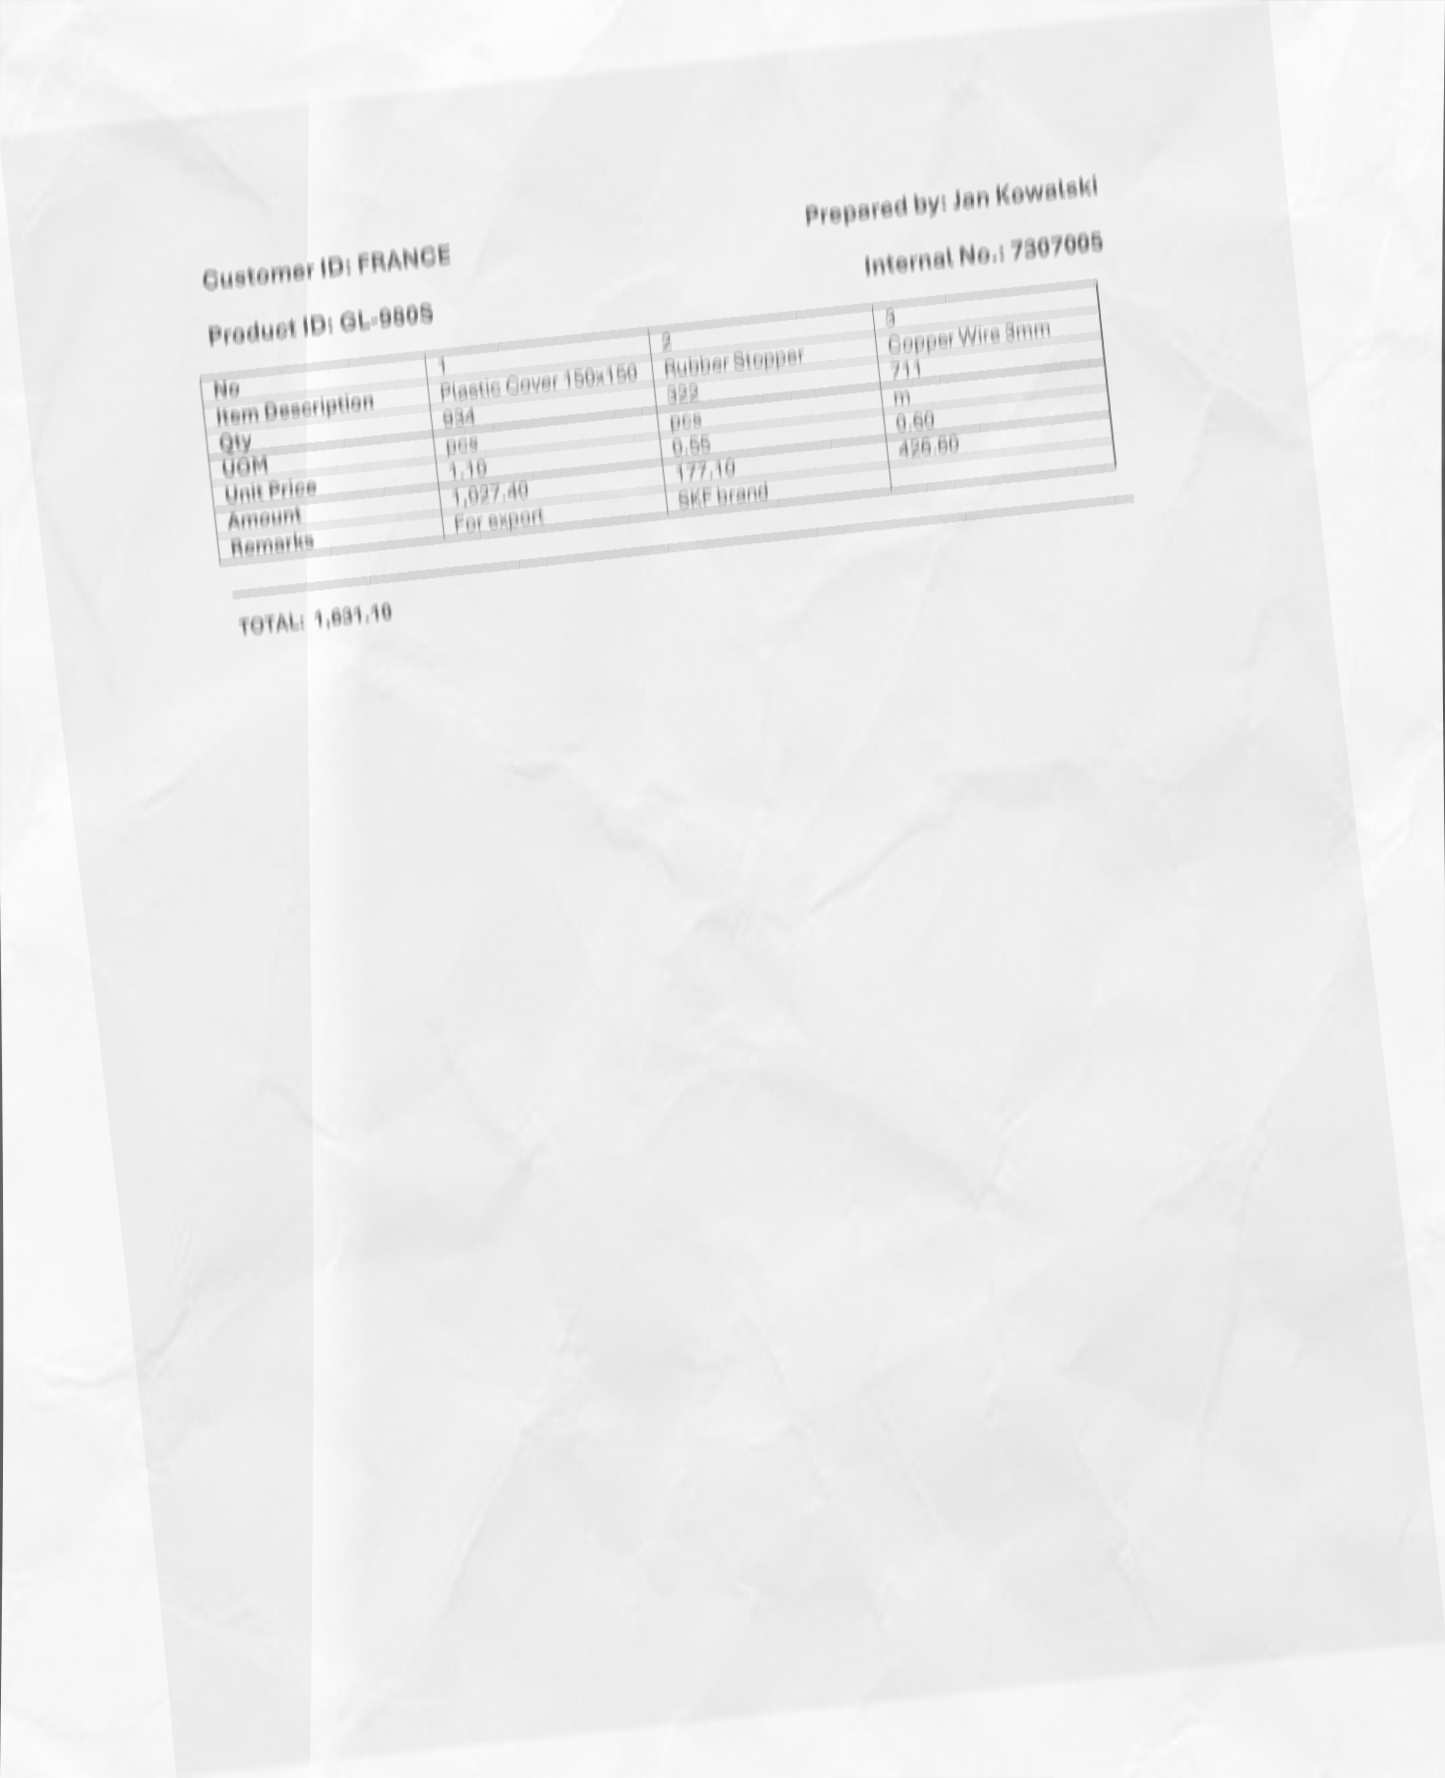 Prepared by: Jan Kowalski
Customer ID: FRANCE
Internal No.: 7307005
Product ID: GL-980S
No 1 2 3
Item Description Plastic Cover 150x150 Rubber Stopper Copper Wire 3mm
Qty 934 322 711
UOM pcs pcs m
Unit Price 1.10 0.55 0.60
Amount 1,027.40 177.10 426.60
Remarks For export SKF brand
TOTAL: 1,631.10